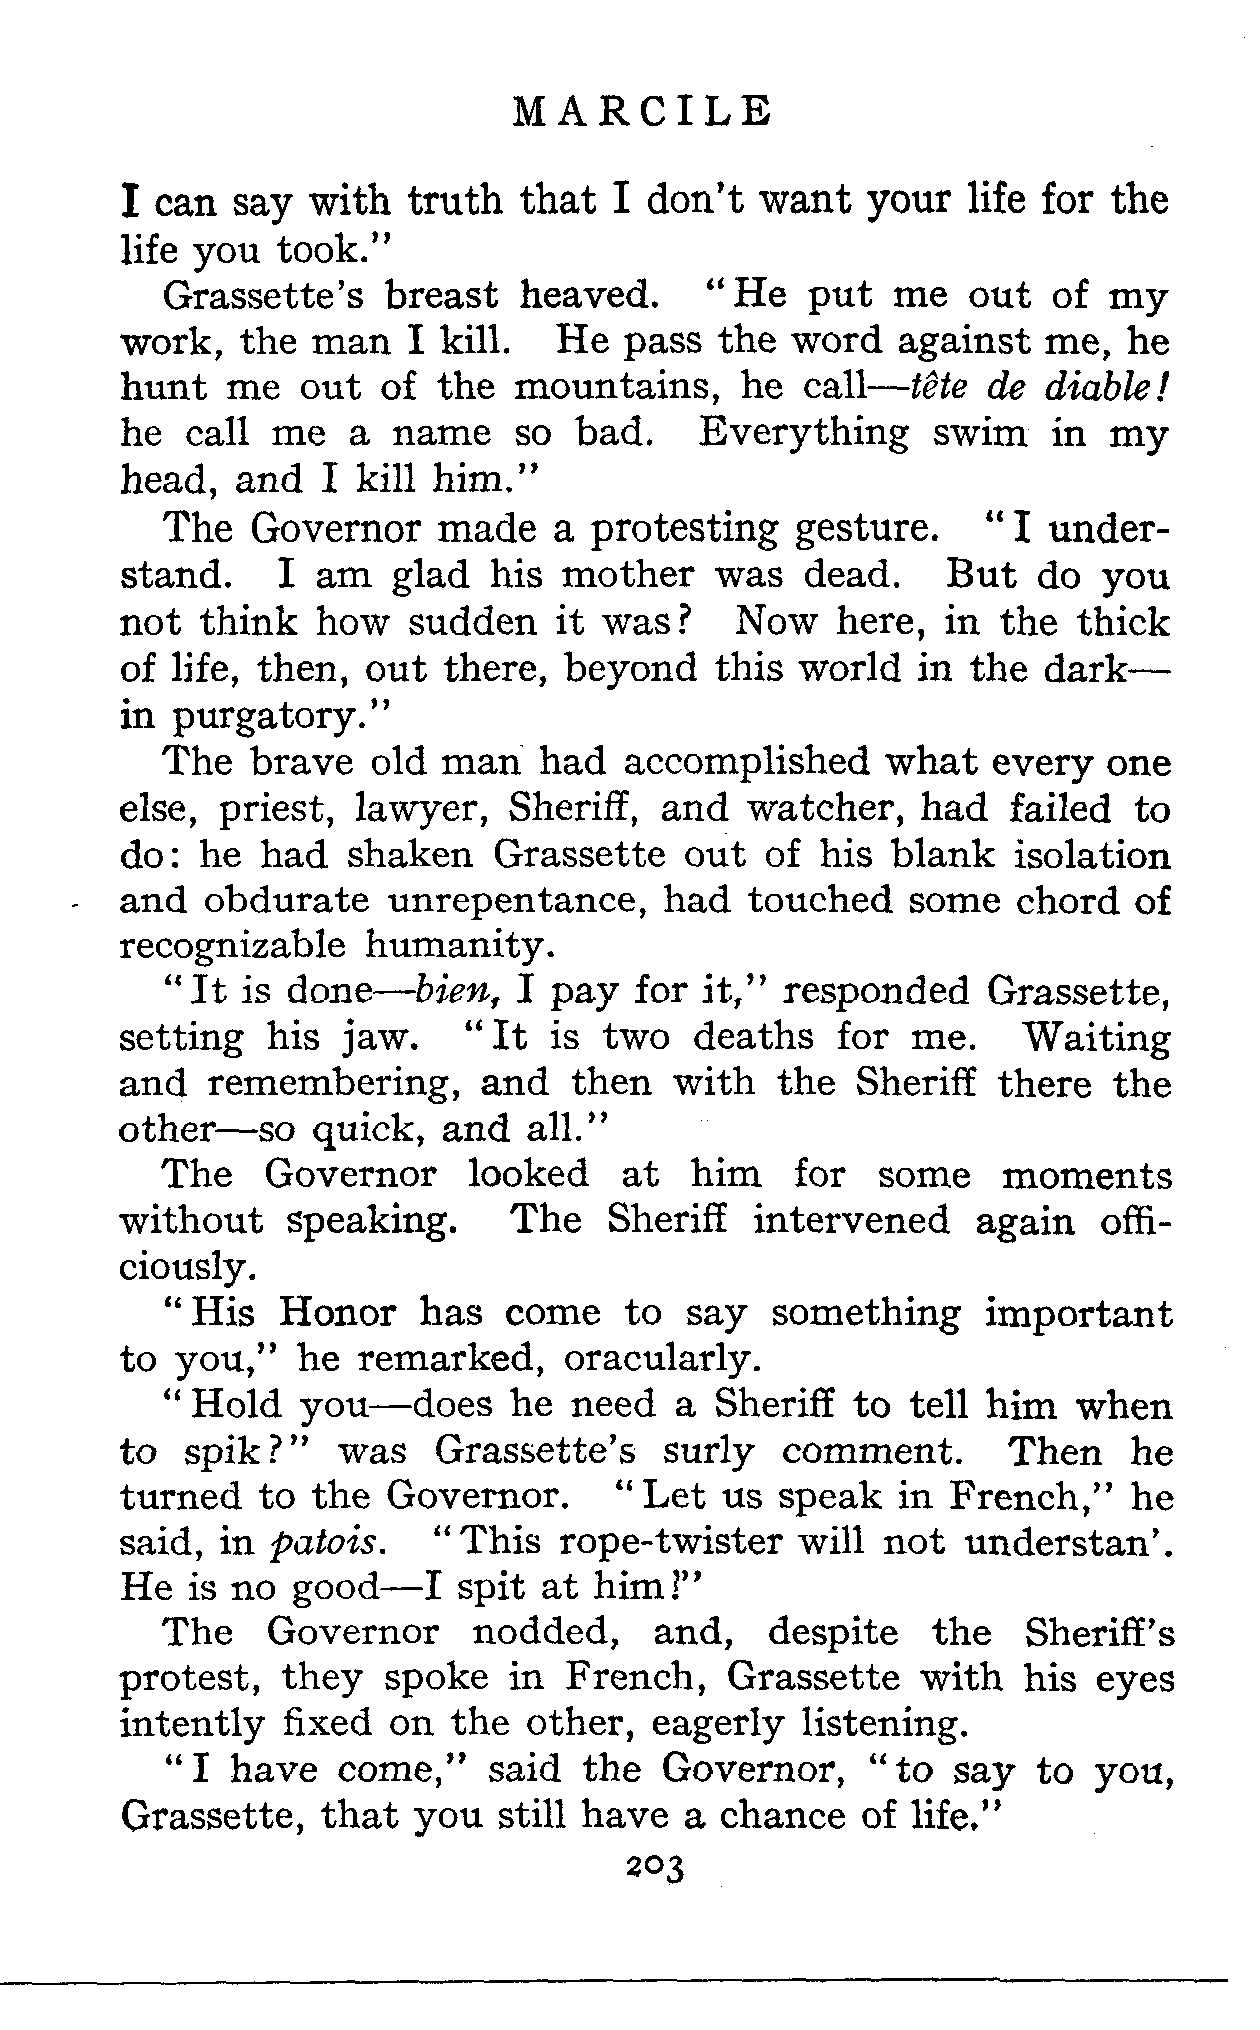 MARCILE
I can say with truth that I don't want your life for the
life you took."
Grassette's breast heaved. "He put me out of my
work, the man I kill. He pass the word against me, he
hunt me out of the mountains, he call—tête de diable!
he call me a name so bad. Everything swim in my
head, and I kill him."
The Governor made a protesting gesture. "I under-
stand. I am glad his mother was dead. But do you
not think how sudden it was? Now here, in the thick
of life, then, out there, beyond this world in the dark—
in purgatory."
The brave old man had accomplished what every one
else, priest, lawyer, Sheriff, and watcher, had failed to
do: he had shaken Grassette out of his blank isolation
and obdurate unrepentance, had touched some chord of
recognizable humanity.
"It is done—bien, I pay for it," responded Grassette,
setting his jaw. "It is two deaths for me. Waiting
and remembering, and then with the Sheriff there the
other—so quick, and all."
The Governor looked at him for some moments
without speaking. The Sheriff intervened again offi-
ciously.
"His Honor has come to say something important
to you," he remarked, oracularly.
"Hold you—does he need a Sheriff to tell him when
to spik?" was Grassette's surly comment. Then he
turned to the Governor. "Let us speak in French," he
said, in patois. "This rope-twister will not understan'.
He is no good—I spit at him!"
The Governor nodded, and, despite the Sheriff's
protest, they spoke in French, Grassette with his eyes
intently fixed on the other, eagerly listening.
"I have come," said the Governor, "to say to you,
Grassette, that you still have a chance of life."
203